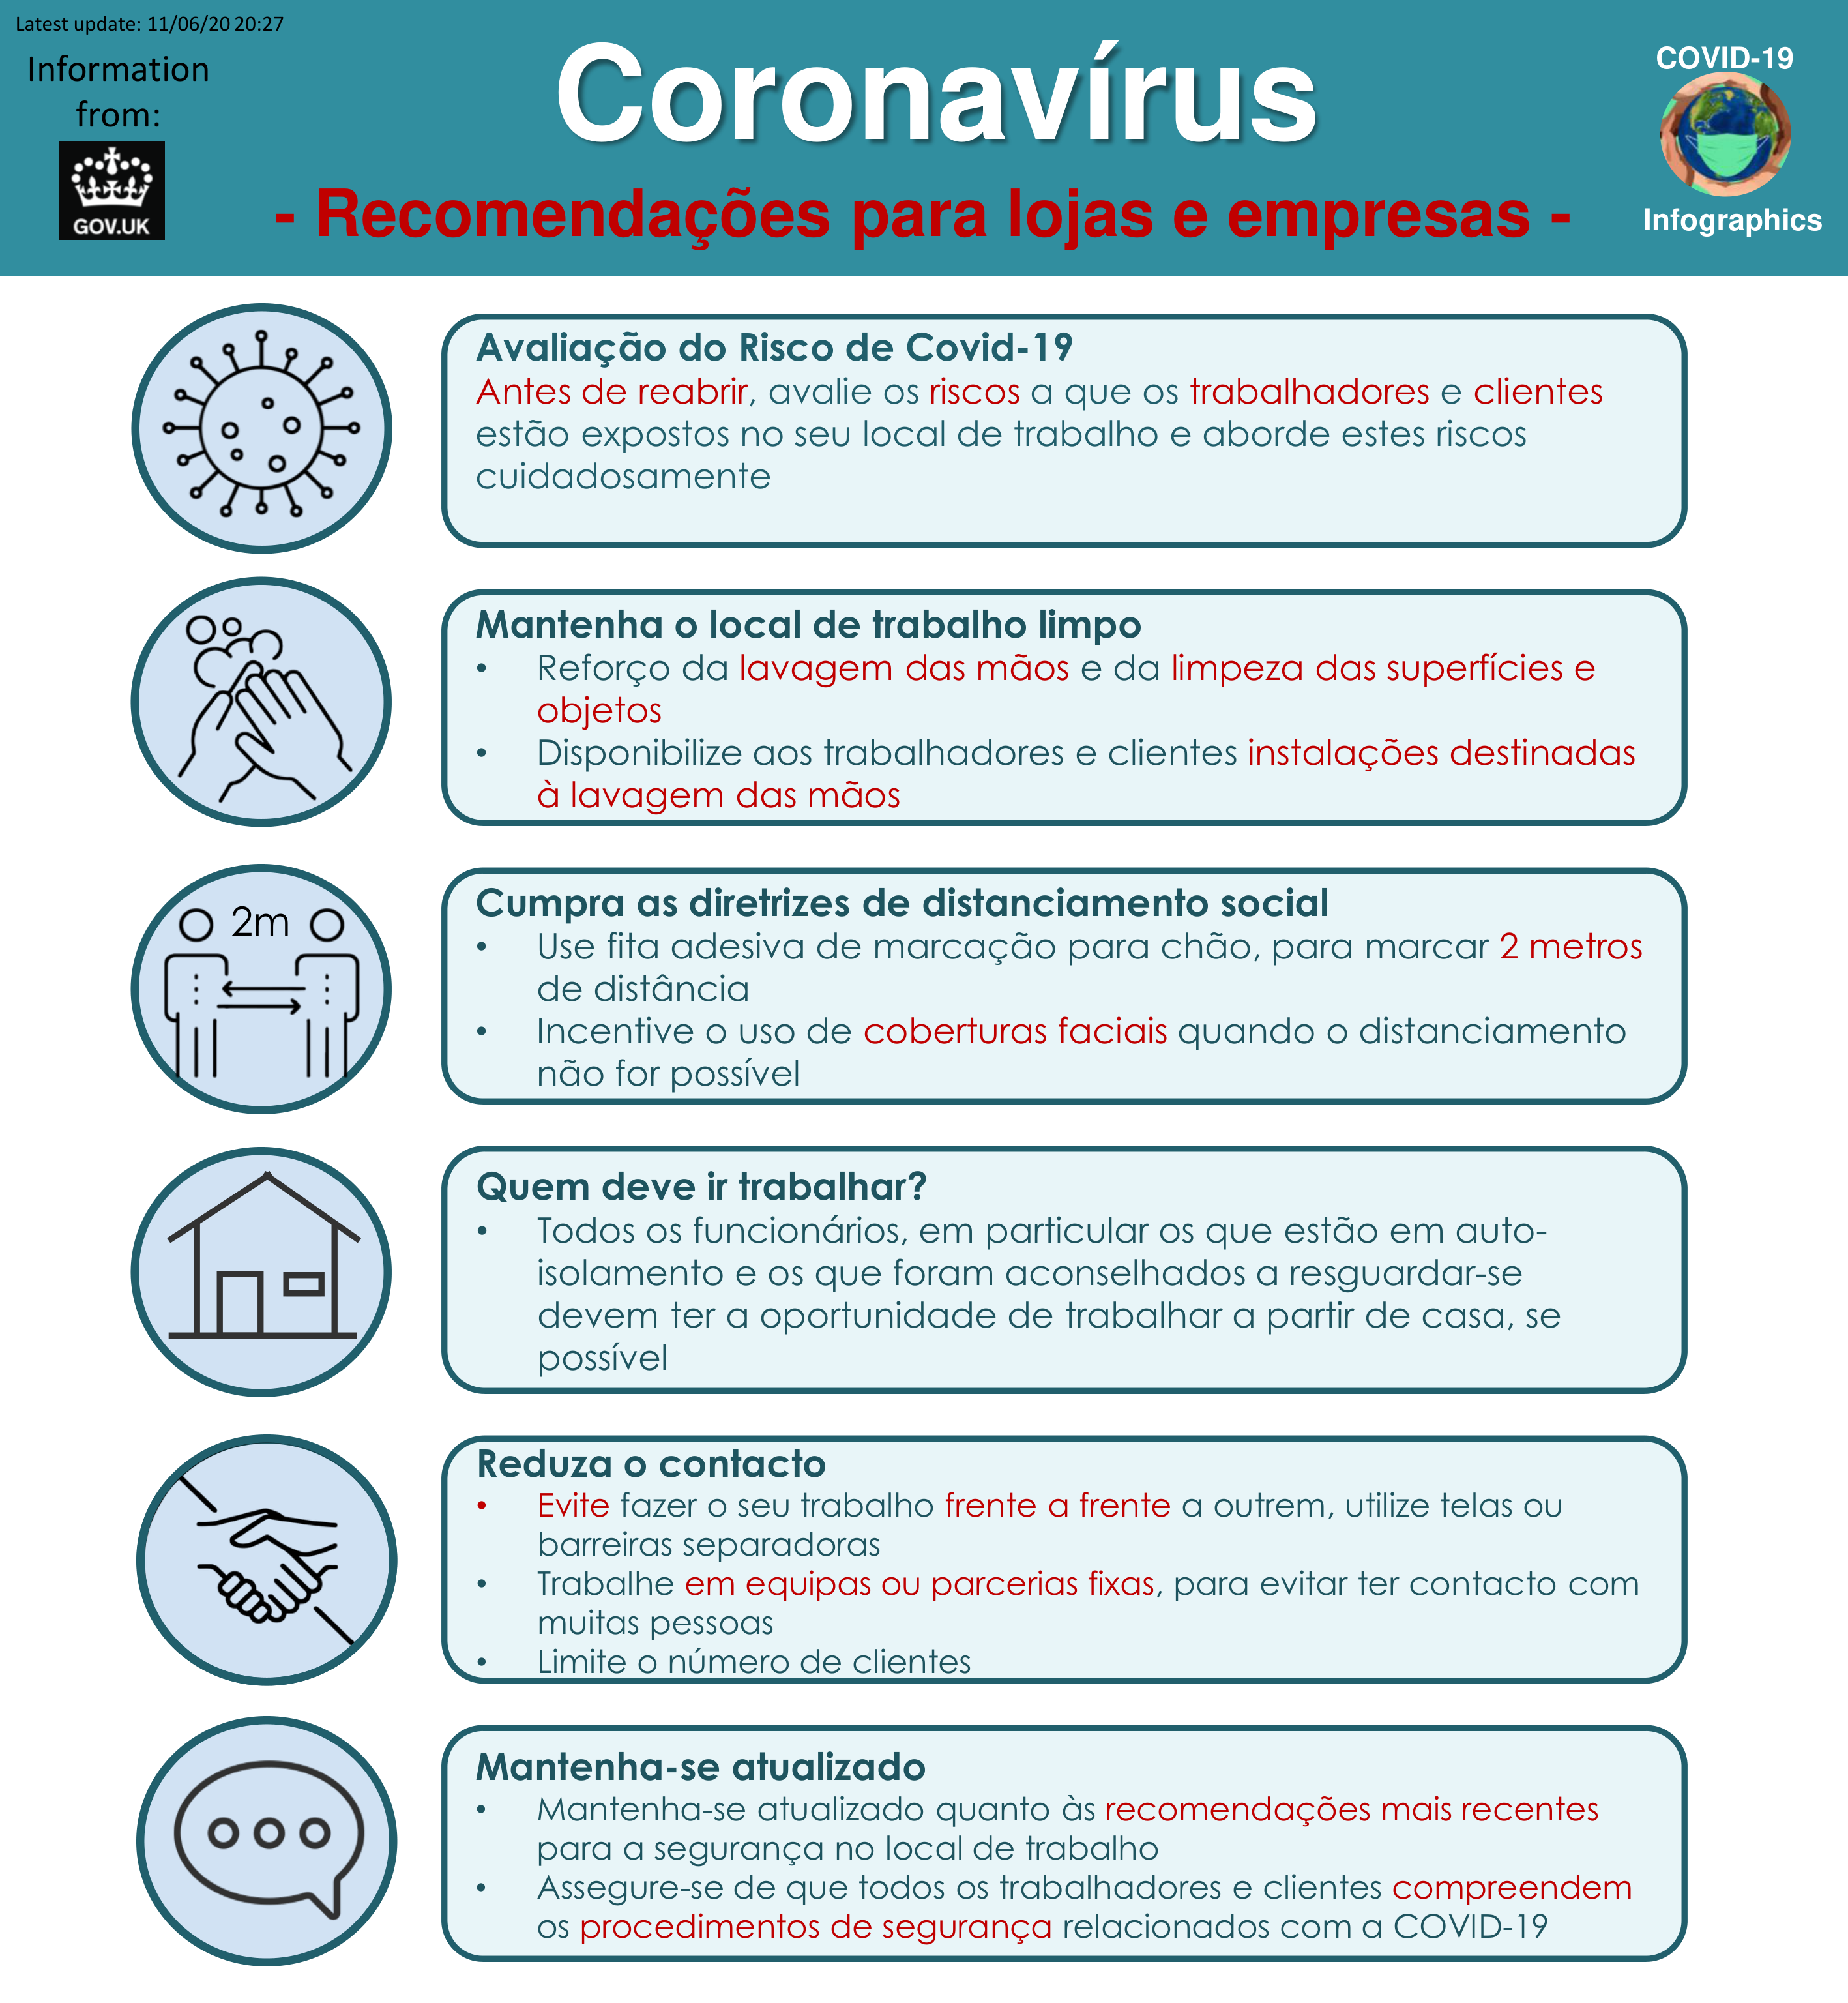 Latest update: 11/06/20 20:27
Information
from:
GOV.UK
Coronavírus
- Recomendações para lojas e empresas -
COVID-19
Infographics
Avaliação do Risco de Covid-19
Antes de reabrir, avalie os riscos a que os trabalhadores e clientes
estão expostos no seu local de trabalho e aborde estes riscos
cuidadosamente
Mantenha o local de trabalho limpo
• Reforço da lavagem das mãos e da limpeza das superfícies e
objetos
• Disponibilize aos trabalhadores e clientes instalações destinadas
à lavagem das mãos
2m
Cumpra as diretrizes de distanciamento social
• Use fita adesiva de marcação para chão, para marcar 2 metros
de distância
• Incentive o uso de coberturas faciais quando o distanciamento
não for possível
Quem deve ir trabalhar?
• Todos os funcionários, em particular os que estão em auto-
isolamento e os que foram aconselhados a resguardar-se
devem ter a oportunidade de trabalhar a partir de casa, se
possível
Reduza o contacto
• Evite fazer o seu trabalho frente a frente a outrem, utilize telas ou
barreiras separadoras
• Trabalhe em equipas ou parcerias fixas, para evitar ter contacto com
muitas pessoas
• Limite o número de clientes
Mantenha-se atualizado
• Mantenha-se atualizado quanto às recomendações mais recentes
para a segurança no local de trabalho
• Assegure-se de que todos os trabalhadores e clientes compreendem
os procedimentos de segurança relacionados com a COVID-19